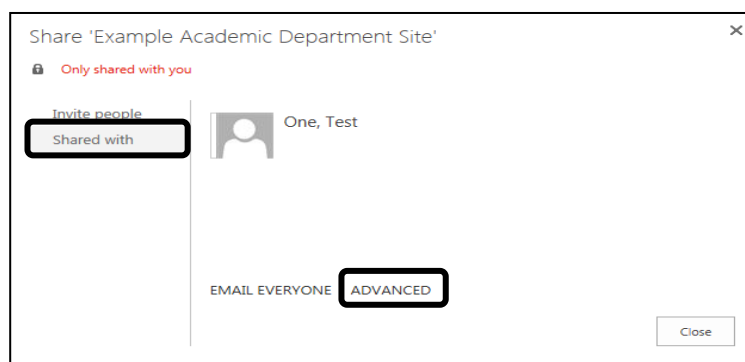 Share 'Example Academic Department Site'
Only shared with you
Invite people
Shared with
One, Test
EMAIL EVERYONE ADVANCED
Close